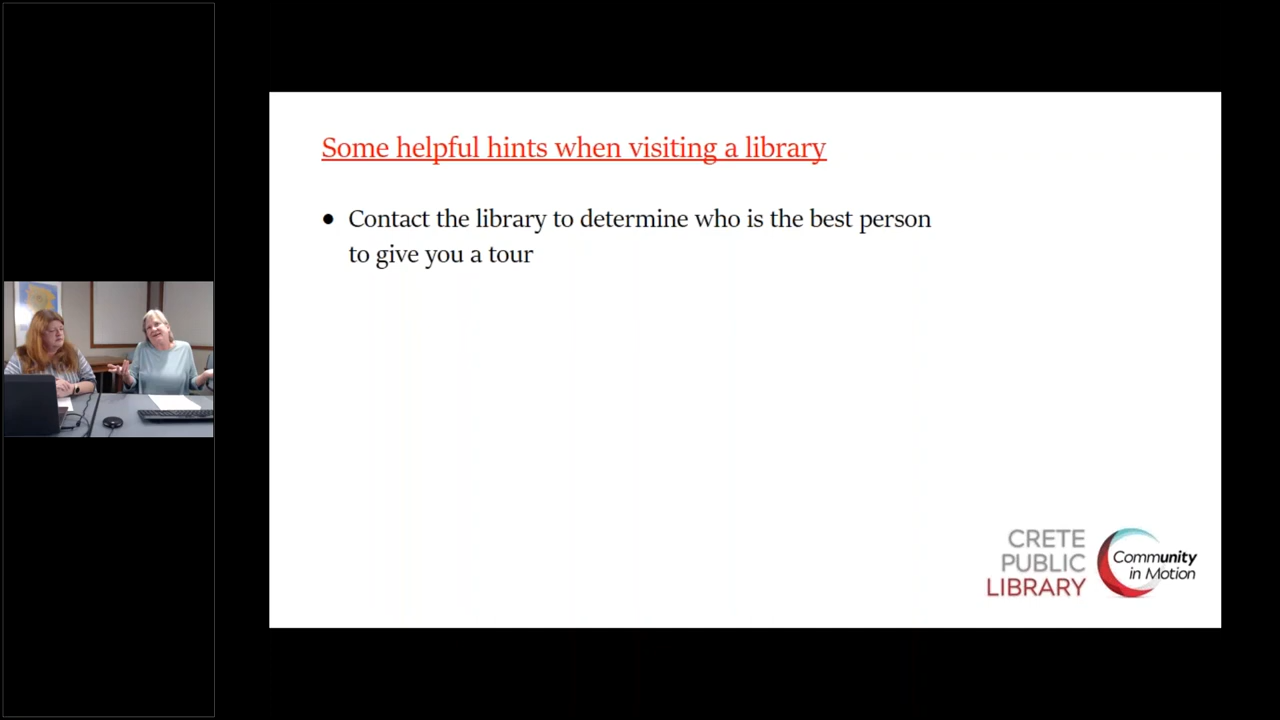 Some helpful hints when visiting a library
● Contact the library to determine who is the best person
to give you a tour
CRETE
PUBLIC
LIBRARY
Community
in Motion